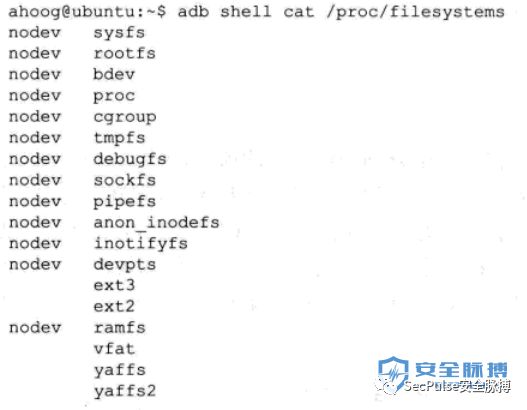 ahoog@ubuntu:~$ adb shell cat /proc/filesystems
nodev sysfs
nodev rootfs
nodev bdev
nodev proc
nodev cgroup
nodev tmpfs
nodev debugfs
nodev sockfs
nodev pipefs
nodev anon_inodefs
nodev inotifyfs
nodev devpts
ext3
ext2
nodev ramfs
vfat
yaffs
yaffs2
安全脉搏
SecPulse安全脉搏